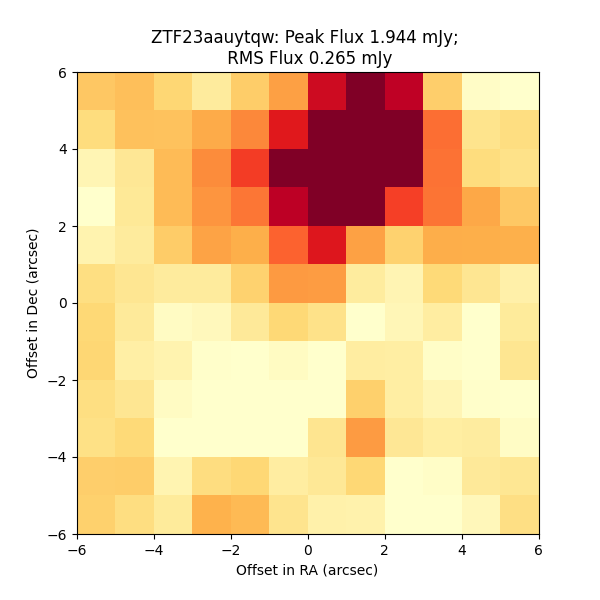 ZTF23aauytqw: Peak Flux 1.944 mJy;
RMS Flux 0.265 mJy
6
4
2
0
−2
−4
−6
Offset in Dec (arcsec)
−6 −4 −2 0 2 4 6
Offset in RA (arcsec)